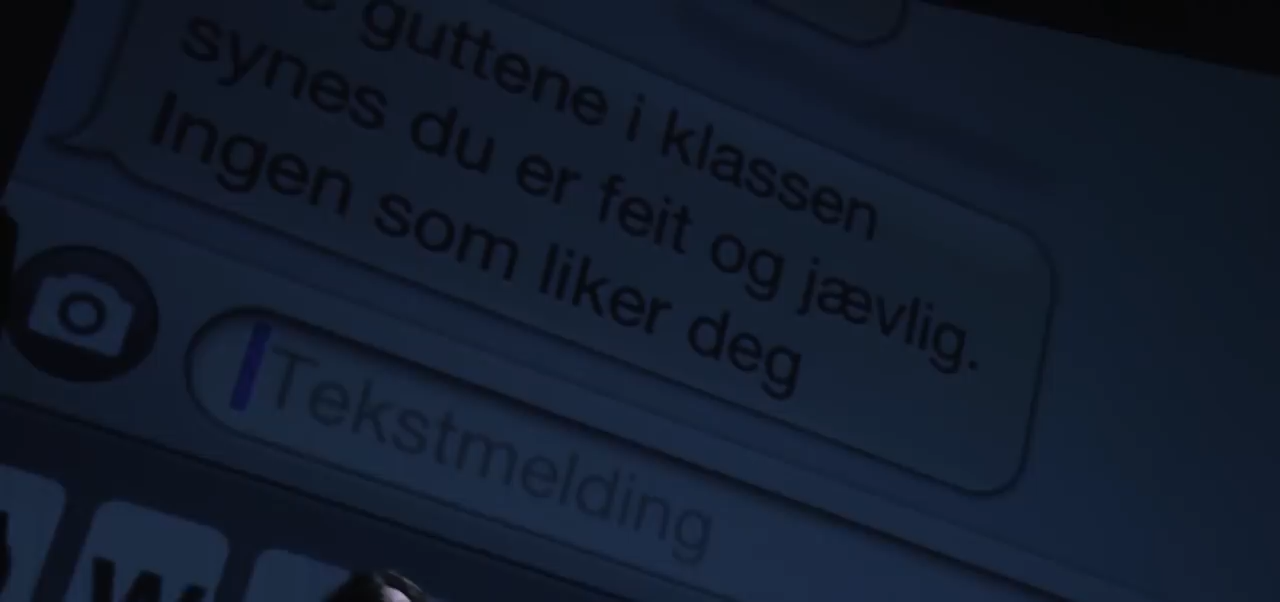 guttene i klassen
synes du er feit og jævlig.
Ingen som liker deg
Tekstmelding
W